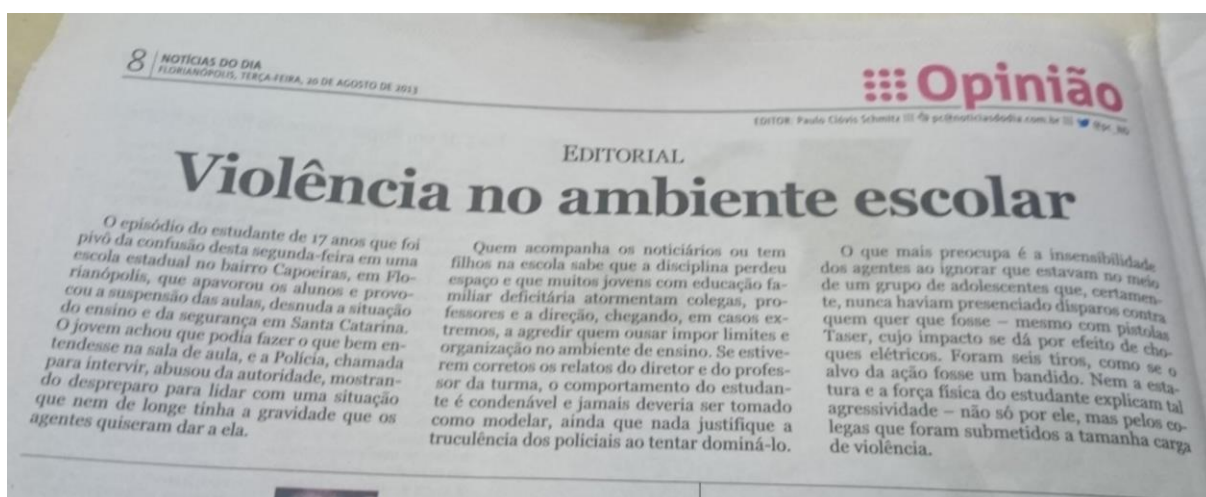 8 NOTÍCIAS DO DIA
FLORIANÓPOLIS, TERÇA-FEIRA, 20 DE AGOSTO DE 2013
Opinião
EDITOR: Paulo Clóvis Schmitz pc@noticiasdodia.com.br @pc_ND
EDITORIAL
Violência no ambiente escolar
O episódio do estudante de 17 anos que foi
pivô da confusão desta segunda-feira em uma
escola estadual no bairro Capoeiras, em Flo-
rianópolis, que apavorou os alunos e provo-
cou a suspensão das aulas, desnuda a situação
do ensino e da segurança em Santa Catarina.
O jovem achou que podia fazer o que bem en-
tendesse na sala de aula, e a Polícia, chamada
para intervir, abusou da autoridade, mostran-
do despreparo para lidar com uma situação
que nem de longe tinha a gravidade que os
agentes quiseram dar a ela.
Quem acompanha os noticiários ou tem
filhos na escola sabe que a disciplina perdeu
espaço e que muitos jovens com educação fa-
miliar deficitária atormentam colegas, pro-
fessores e a direção, chegando, em casos ex-
tremos, a agredir quem ousar impor limites e
organização no ambiente de ensino. Se estive-
rem corretos os relatos do diretor e do profes-
sor da turma, o comportamento do estudan-
te é condenável e jamais deveria ser tomado
como modelar, ainda que nada justifique a
truculência dos policiais ao tentar dominá-lo.
O que mais preocupa é a insensibilidade
dos agentes ao ignorar que estavam no meio
de um grupo de adolescentes que, certamen-
te, nunca haviam presenciado disparos contra
quem quer que fosse – mesmo com pistolas
Taser, cujo impacto se dá por efeito de cho-
ques elétricos. Foram seis tiros, como se o
alvo da ação fosse um bandido. Nem a esta-
tura e a força física do estudante explicam tal
agressividade – não só por ele, mas pelos co-
legas que foram submetidos a tamanha carga
de violência.